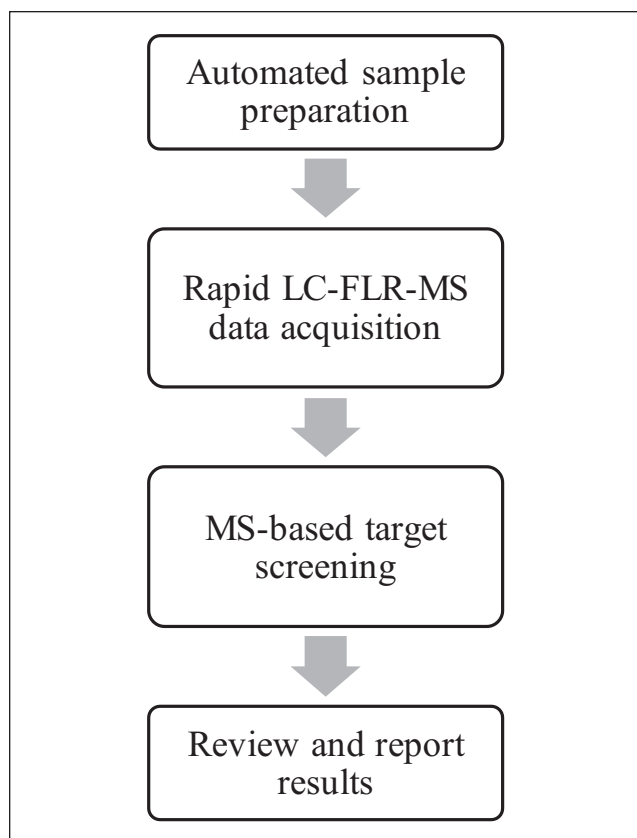 Automated sample
preparation
Rapid LC-FLR-MS
data acquisition
MS-based target
screening
Review and report
results